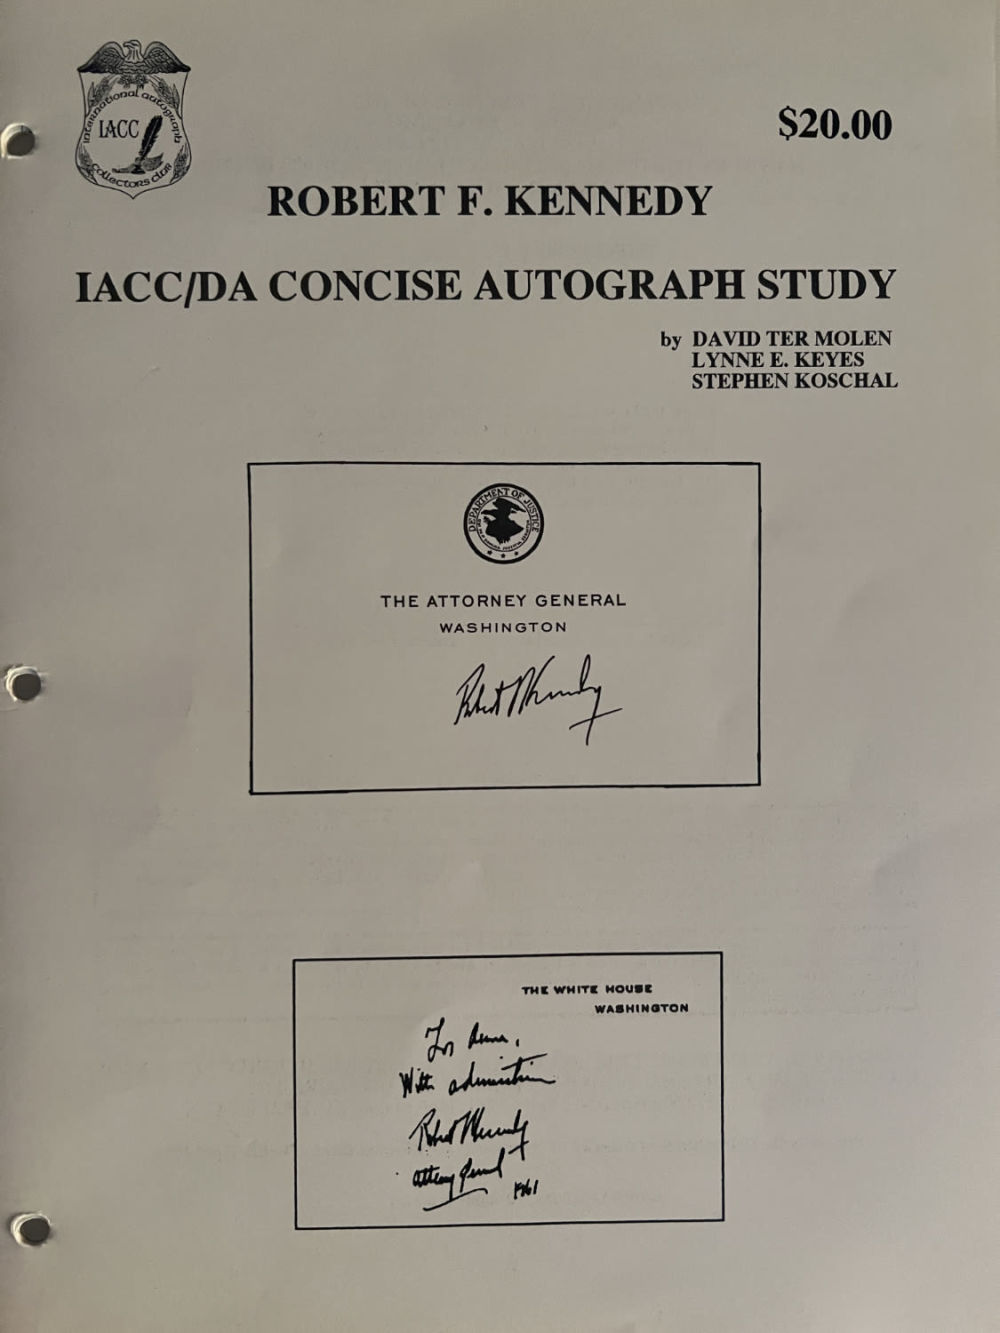 international autograph
IACC
collectors club
$20.00
ROBERT F. KENNEDY
IACC/DA CONCISE AUTOGRAPH STUDY
by DAVID TER MOLEN
LYNNE E. KEYES
STEPHEN KOSCHAL
DEPARTMENT OF JUSTICE
THE ATTORNEY GENERAL
WASHINGTON
Robert F Kennedy
THE WHITE HOUSE
WASHINGTON
For
With admiration
Robert F Kennedy
Attorney General
1961